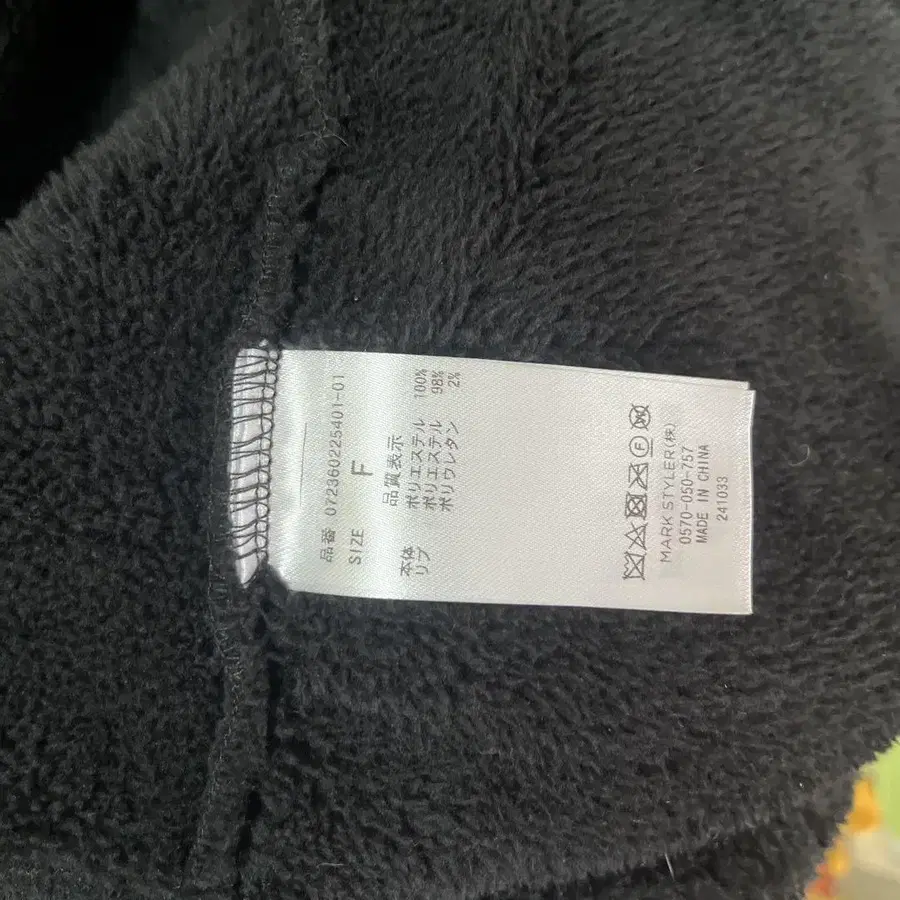 品番 072360225401-01
SIZE F
品質表示
本体 ポリエステル 100%
リブ ポリエステル 98%
ポリウレタン 2%
MARK STYLER(株)
0570-050-757
MADE IN CHINA
241033